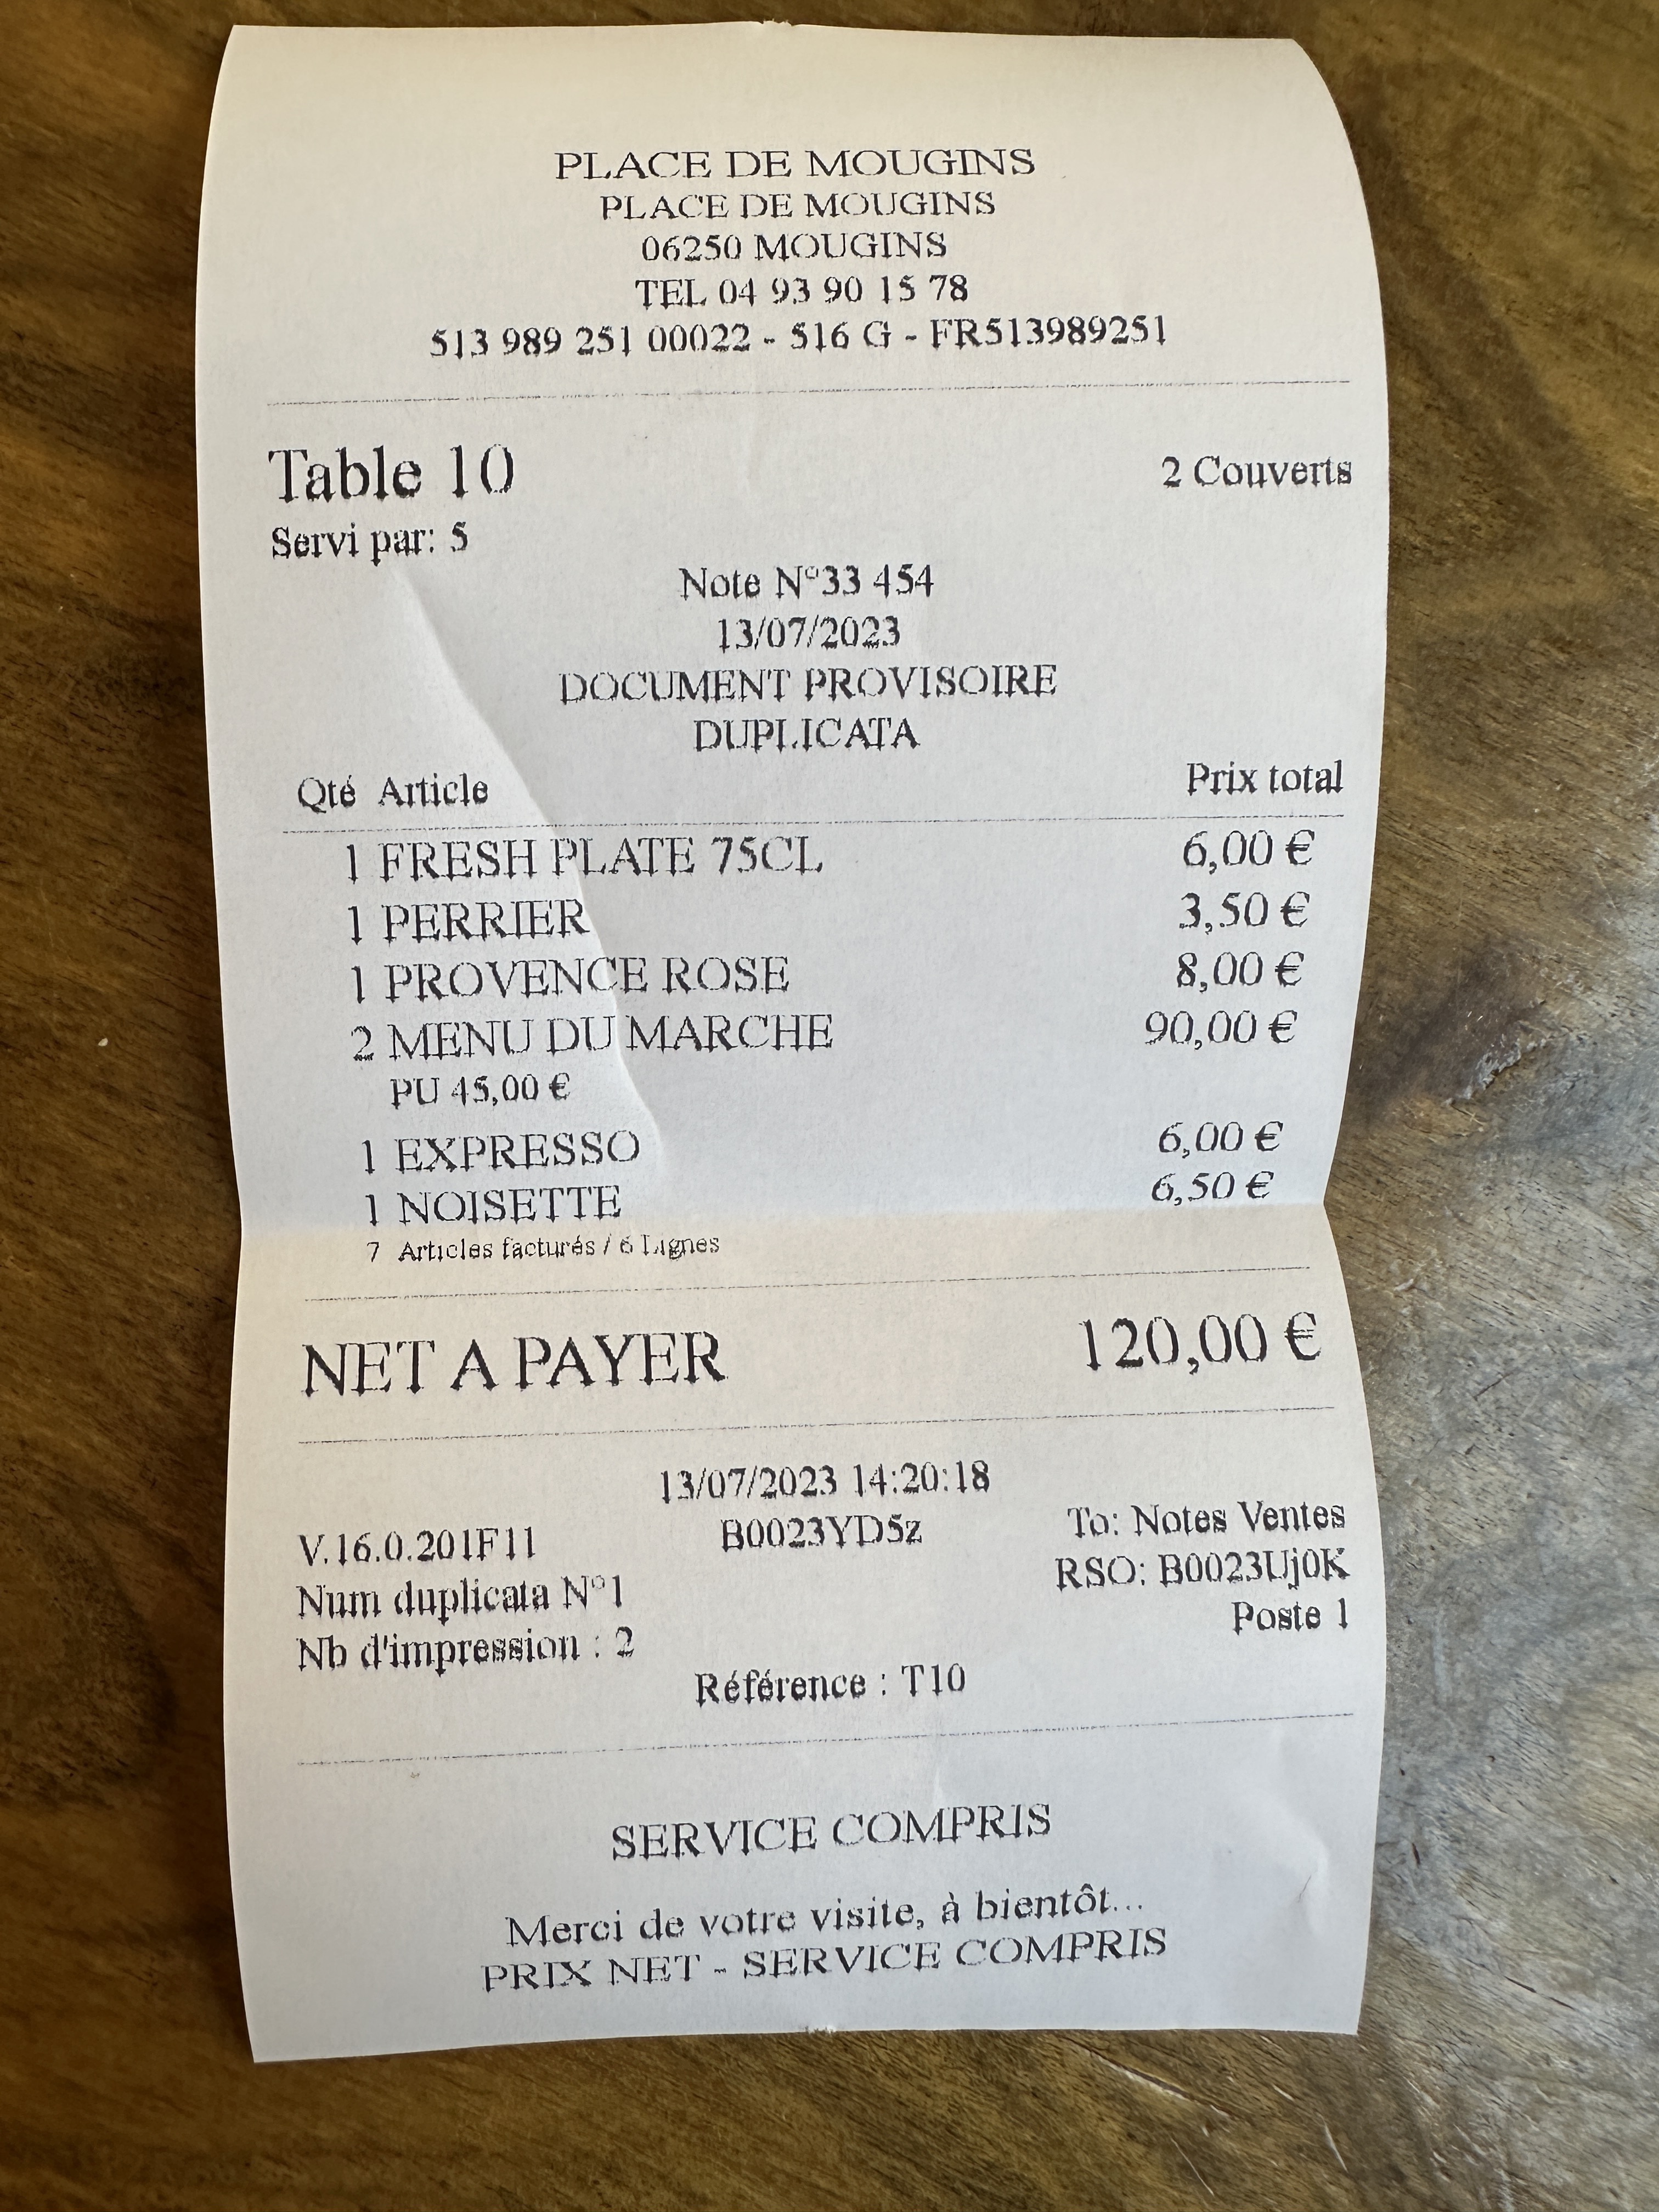 PLACE DE MOUGINS
PLACE DE MOUGINS
06250 MOUGINS
TEL 04 93 90 15 78
513 989 251 00022 - 516 G - FR513989251
Table 10 2 Couverts
Servi par: 5
Note N°33 454
13/07/2023
DOCUMENT PROVISOIRE
DUPLICATA
Qté Article Prix total
1 FRESH PLATE 75CL 6,00 €
1 PERRIER 3,50 €
1 PROVENCE ROSE 8,00 €
2 MENU DU MARCHE 90,00 €
PU 45,00 €
1 EXPRESSO 6,00 €
1 NOISETTE 6,50 €
7 Articles facturés / 6 Lignes
NET A PAYER 120,00 €
13/07/2023 14:20:18
V.16.0.201F11 B0023YD5z To: Notes Ventes
Num duplicata N°1 RSO: B0023Uj0K
Nb d'impression : 2 Poste 1
Référence : T10
SERVICE COMPRIS
Merci de votre visite, à bientôt...
PRIX NET - SERVICE COMPRIS